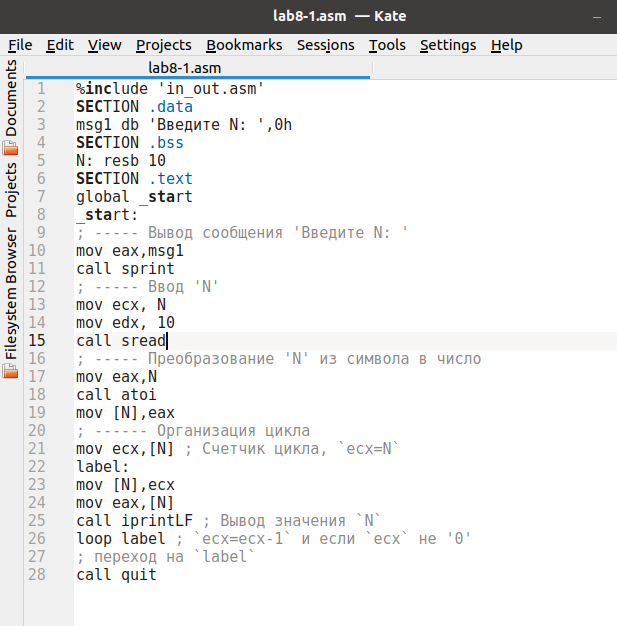 lab8-1.asm — Kate
File Edit View Projects Bookmarks Sessions Tools Settings Help
lab8-1.asm
Documents
Projects
Filesystem Browser
1 %include 'in_out.asm'
2 SECTION .data
3 msg1 db 'Введите N: ',0h
4 SECTION .bss
5 N: resb 10
6 SECTION .text
7 global _start
8 _start:
9 ; ----- Вывод сообщения 'Введите N: '
10 mov eax,msg1
11 call sprint
12 ; ----- Ввод 'N'
13 mov ecx, N
14 mov edx, 10
15 call sread
16 ; ----- Преобразование 'N' из символа в число
17 mov eax,N
18 call atoi
19 mov [N],eax
20 ; ------ Организация цикла
21 mov ecx,[N] ; Счетчик цикла, `ecx=N`
22 label:
23 mov [N],ecx
24 mov eax,[N]
25 call iprintLF ; Вывод значения `N`
26 loop label ; `ecx=ecx-1` и если `ecx` не '0'
27 ; переход на `label`
28 call quit